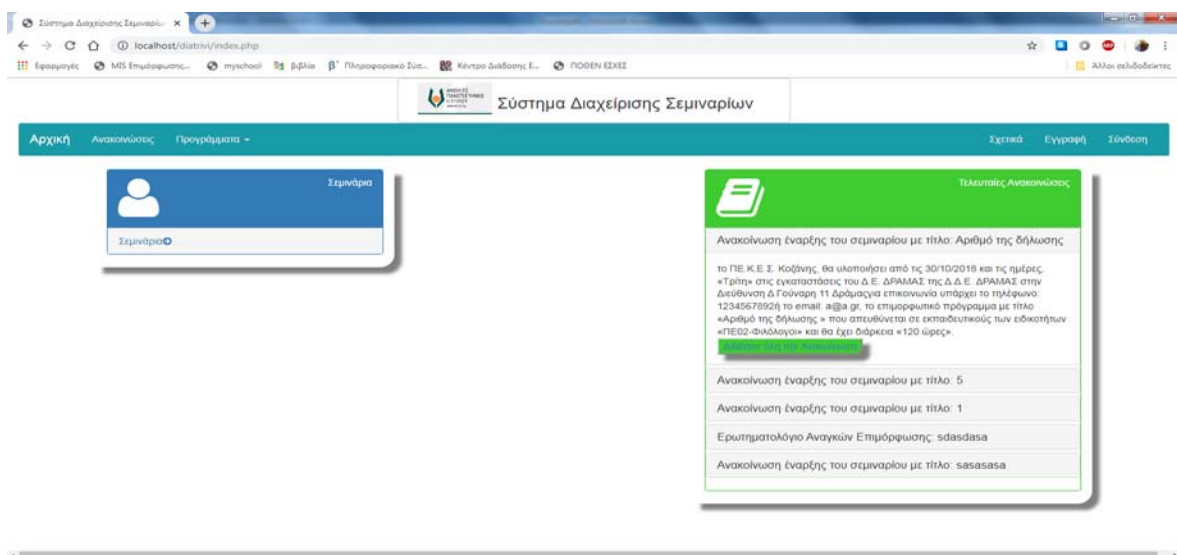 Σύστημα Διαχείρισης Σεμιναρί
localhost/diatrivi/index.php
Εφαρμογές MIS Επιμόρφωσης... myschool βιβλία Πληροφοριακό Σύσ... Κέντρο Διάδοσης Ε... ΠΟΘΕΝ ΕΣΧΕΣ Άλλοι σελιδοδείκτες
Σύστημα Διαχείρισης Σεμιναρίων
Αρχική Ανακοινώσεις Προγράμματα Σχετικά Εγγραφή Σύνδεση
Σεμινάρια
Σεμινάρια
Τελευταίες Ανακοινώσεις
Ανακοίνωση έναρξης του σεμιναρίου με τίτλο: Αριθμό της δήλωσης
το ΠΕ.Κ.Ε.Σ. Κοζάνης, θα υλοποιήσει από τις 30/10/2018 και τις ημέρες,
«Τρίτη» στις εγκαταστάσεις του Δ.Ε. ΔΡΑΜΑΣ της Δ.Δ.Ε. ΔΡΑΜΑΣ στην
Διεύθυνση Δ Γούναρη 11 Δράμαςγια επικοινωνία υπάρχει το τηλέφωνο:
1234567892ή το email: a@a.gr, το επιμορφωτικό πρόγραμμα με τίτλο
«Αριθμό της δήλωσης » που απευθύνεται σε εκπαιδευτικούς των ειδικοτήτων
«ΠΕ02-Φιλόλογοι» και θα έχει διάρκεια «120 ώρες».
Διάβασε όλη την Ανακοίνωση
Ανακοίνωση έναρξης του σεμιναρίου με τίτλο: 5
Ανακοίνωση έναρξης του σεμιναρίου με τίτλο: 1
Ερωτηματολόγιο Αναγκών Επιμόρφωσης: sdasdasa
Ανακοίνωση έναρξης του σεμιναρίου με τίτλο: sasasasa